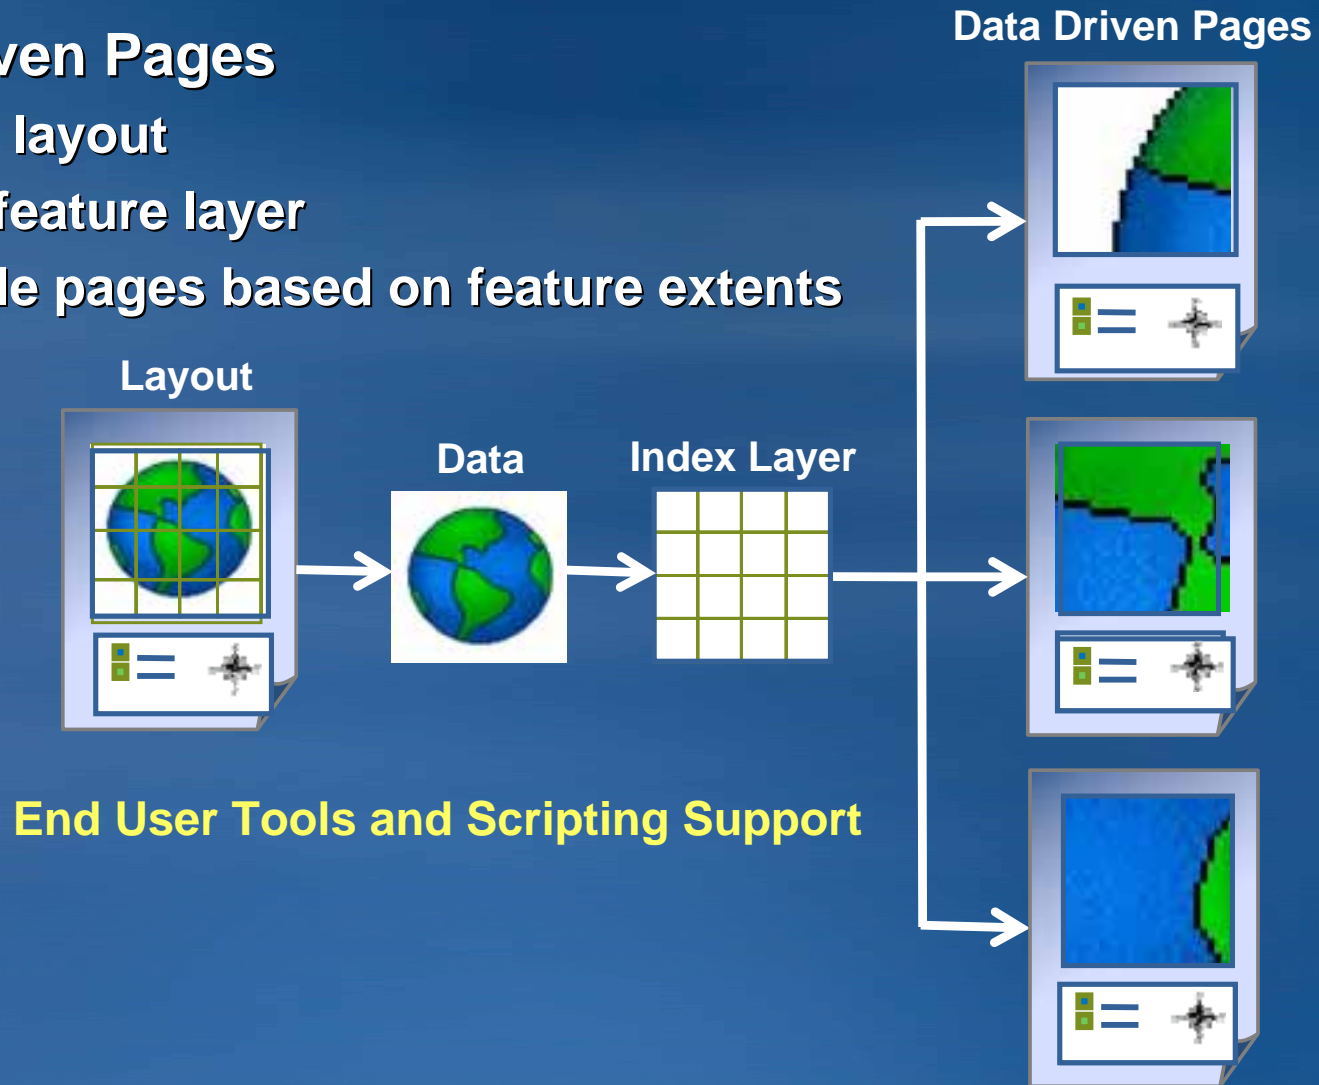 Data Driven Pages
ven Pages
layout
feature layer
le pages based on feature extents
Layout
Data
Index Layer
End User Tools and Scripting Support